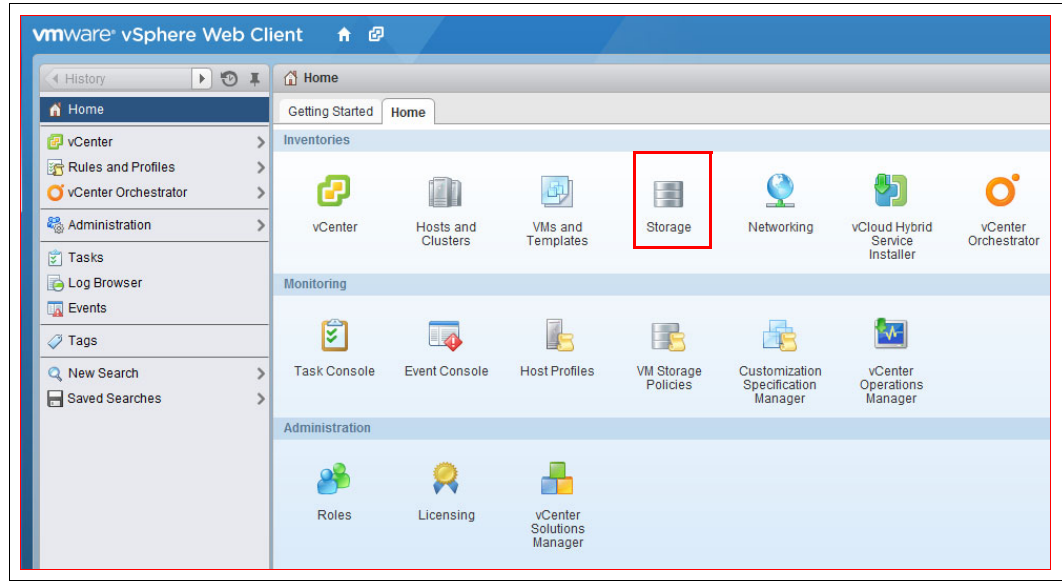 vmware® vSphere Web Client
History
Home
Home
Getting Started Home
vCenter
Rules and Profiles
vCenter Orchestrator
Administration
Tasks
Log Browser
Events
Tags
New Search
Saved Searches
Inventories
vCenter
Hosts and
Clusters
VMs and
Templates
Storage
Networking
vCloud Hybrid
Service
Installer
vCenter
Orchestrator
Monitoring
Task Console
Event Console
Host Profiles
VM Storage
Policies
Customization
Specification
Manager
vCenter
Operations
Manager
Administration
Roles
Licensing
vCenter
Solutions
Manager